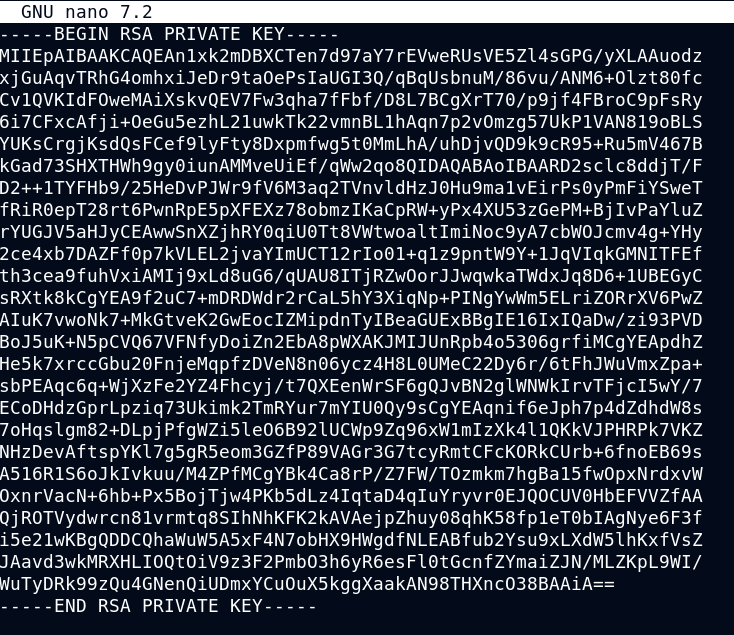 GNU nano 7.2
-----BEGIN RSA PRIVATE KEY-----
MIIEpAIBAAKCAQEAn1xk2mDBXCTen7d97aY7rEVweRUsVE5Zl4sGPG/yXLAAuodz
xjGuAqvTRhG4omhxiJeDr9taOePsIaUGI3Q/qBqUsbnuM/86vu/ANM6+Olzt80fc
Cv1QVKIdFOweMAiXskvQEV7Fw3qha7fFbf/D8L7BCgXrT70/p9jf4FBroC9pFsRy
6i7CFxcAfji+OeGu5ezhL21uwkTk22vmnBL1hAqn7p2vOmzg57UkP1VAN819oBLS
YUKsCrgjKsdQsFCef9lyFty8Dxpmfwg5t0MmLhA/uhDjvQD9k9cR95+Ru5mV467B
kGad73SHXTHWh9gy0iunAMMveUiEf/qWw2qo8QIDAQABAoIBAARD2sclc8ddjT/F
D2++1TYFHb9/25HeDvPJWr9fV6M3aq2TVnvldHzJ0Hu9ma1vEirPs0yPmFiYSweT
fRiR0epT28rt6PwnRpE5pXFEXz78obmzIKaCpRW+yPx4XU53zGePM+BjIvPaYluZ
rYUGJV5aHJyCEAwwSnXZjhRY0qiU0Tt8VWtwoaltImiNoc9yA7cbWOJcmv4g+YHy
2ce4xb7DAZFf0p7kVLEL2jvaYImUCT12rIo01+q1z9pntW9Y+1JqVIqkGMNITFEf
th3cea9fuhVxiAMIj9xLd8uG6/qUAU8ITjRZwOorJJwqwkaTWdxJq8D6+1UBEGyC
sRXtk8kCgYEA9f2uC7+mDRDWdr2rCaL5hY3XiqNp+PINgYwWm5ELriZORrXV6PwZ
AIuK7vwoNk7+MkGtveK2GwEocIZMipdnTyIBeaGUExBBgIE16IxIQaDw/zi93PVD
BoJ5uK+N5pCVQ67VFNfyDoiZn2EbA8pWXAKJMIJUnRpb4o5306grfiMCgYEApdhZ
He5k7xrccGbu20FnjeMqpfzDVeN8n06ycz4H8L0UMeC22Dy6r/6tFhJWuVmxZpa+
sbPEAqc6q+WjXzFe2YZ4Fhcyj/t7QXEenWrSF6gQJvBN2glWNWkIrvTFjcI5wY/7
ECoDHdzGprLpziq73Ukimk2TmRYur7mYIU0Qy9sCgYEAqnif6eJph7p4dZdhdW8s
7oHqslgm82+DLpjPfgWZi5leO6B92lUCWp9Zq96xW1mIzXk4l1QKkVJPHRPk7VKZ
NHzDevAftspYKl7g5gR5eom3GZfP89VAGr3G7tcyRmtCFcKORkCUrb+6fnoEB69s
A516R1S6oJkIvkuu/M4ZPfMCgYBk4Ca8rP/Z7FW/TOzmkm7hgBa15fwOpxNrdxvW
OxnrVacN+6hb+Px5BojTjw4PKb5dLz4IqtaD4qIuYryvr0EJQOCUV0HbEFVVZfAA
QjROTVydwrcn81vrmtq8SIhNhKFK2kAVAejpZhuy08qhK58fp1eT0bIAgNye6F3f
i5e21wKBgQDDCQhaWuW5A5xF4N7obHX9HWgdfNLEABfub2Ysu9xLXdW5lhKxfVsZ
JAavd3wkMRXHLIOQtOiV9z3F2PmbO3h6yR6esFl0tGcnfZYmaiZJN/MLZKpL9WI/
WuTyDRk99zQu4GNenQiUDmxYCuOuX5kggXaakAN98THXncO38BAAiA==
-----END RSA PRIVATE KEY-----